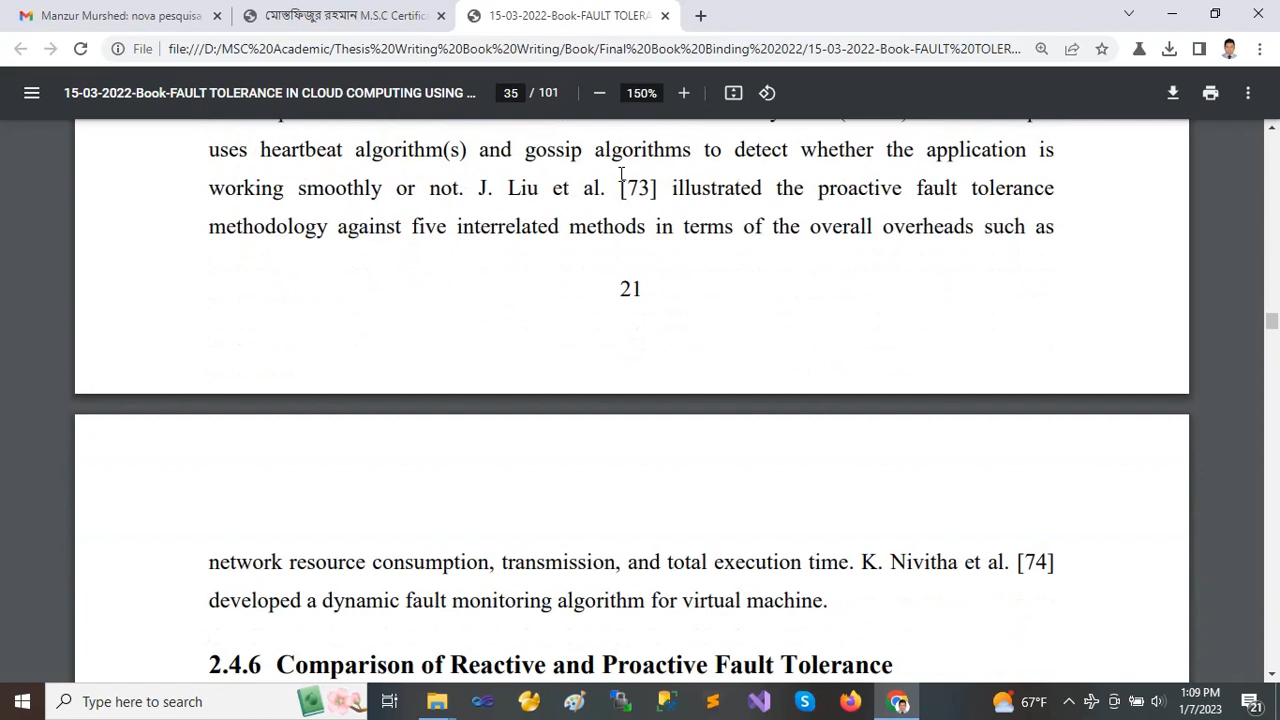 Manzur Murshed: nova pesquisa
মোস্তফিজুর রহমান M.S.C Certific
15-03-2022-Book-FAULT TOLERA
File
file:///D:/MSC%20Academic/Thesis%20Writing%20Book%20Writing/Book/Final%20Book%20Binding%202022/15-03-2022-Book-FAULT%20TOLER...
15-03-2022-Book-FAULT TOLERANCE IN CLOUD COMPUTING USING ...
35 / 101
150%
uses heartbeat algorithm(s) and gossip algorithms to detect whether the application is
working smoothly or not. J. Liu et al. [73] illustrated the proactive fault tolerance
methodology against five interrelated methods in terms of the overall overheads such as
21
network resource consumption, transmission, and total execution time. K. Nivitha et al. [74]
developed a dynamic fault monitoring algorithm for virtual machine.
2.4.6 Comparison of Reactive and Proactive Fault Tolerance
Type here to search
67°F
1:09 PM
1/7/2023
21